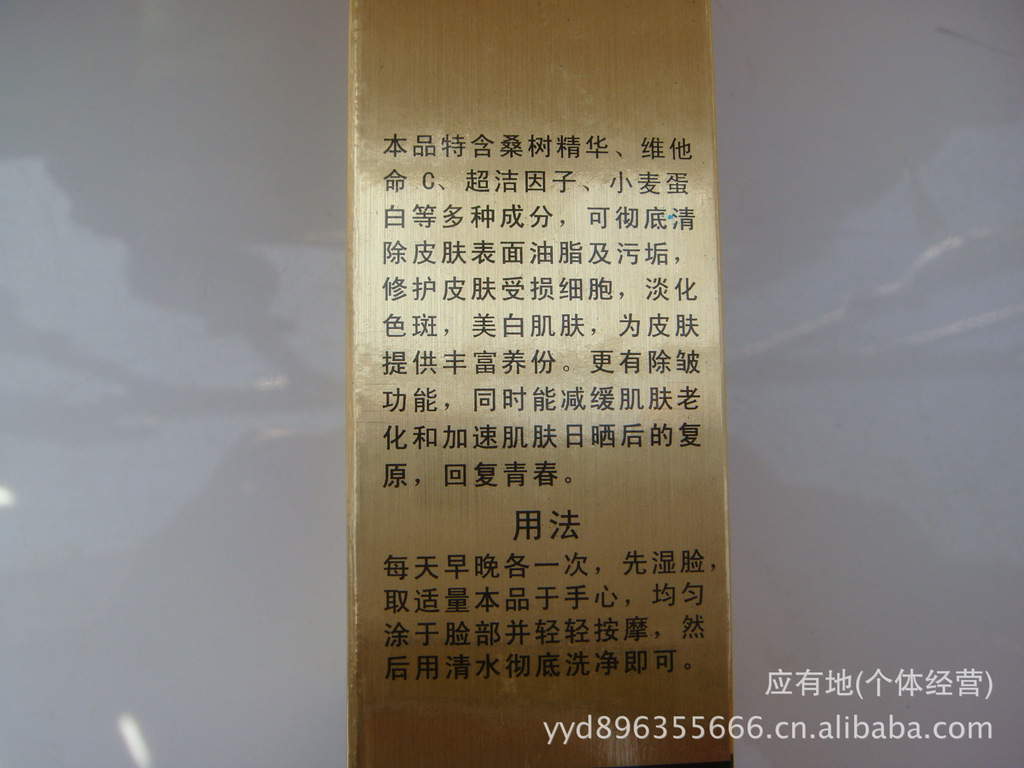 本品特含桑树精华、维他
命 C、超洁因子、小麦蛋
白等多种成分，可彻底清
除皮肤表面油脂及污垢，
修护皮肤受损细胞，淡化
色斑，美白肌肤，为皮肤
提供丰富养份。更有除皱
功能，同时能减缓肌肤老
化和加速肌肤日晒后的复
原，回复青春。
用法
每天早晚各一次，先湿脸，
取适量本品于手心，均匀
涂于脸部并轻轻按摩，然
后用清水彻底洗净即可。
应有地(个体经营)
yyd896355666.cn.alibaba.com